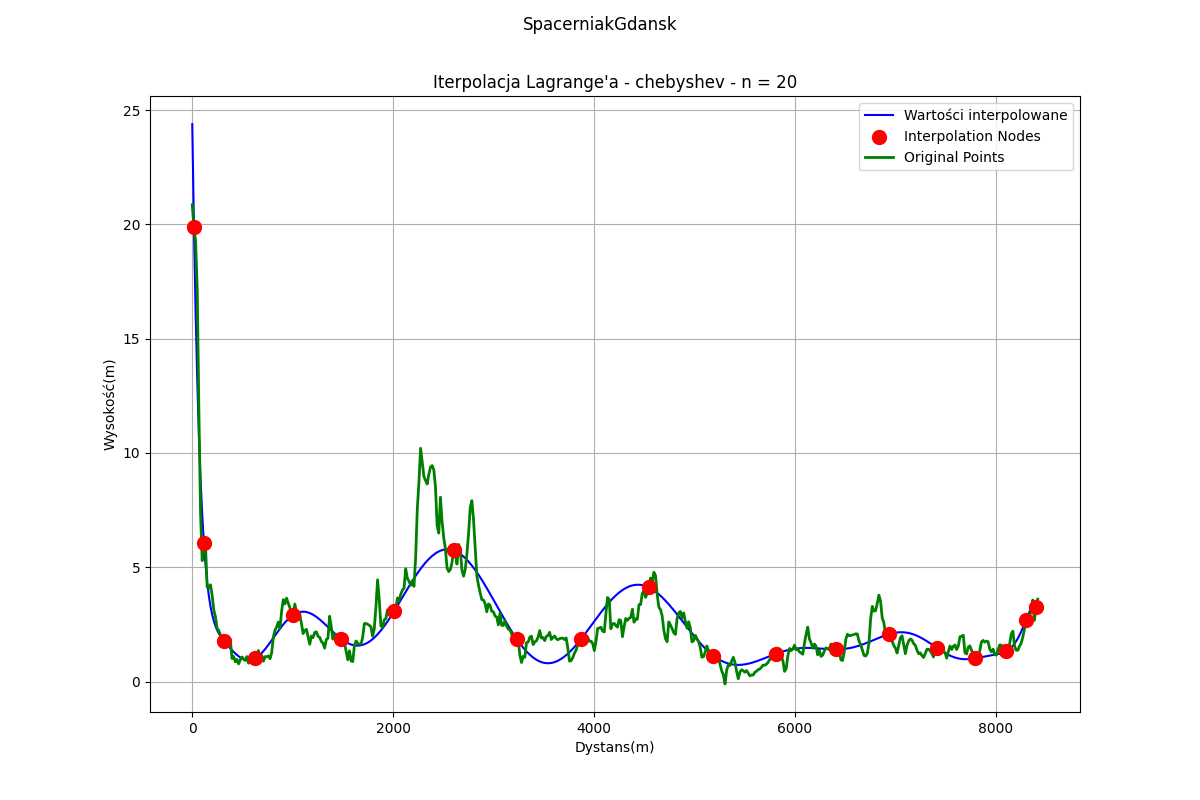 SpacerniakGdansk
Iterpolacja Lagrange'a - chebyshev - n = 20
Wartości interpolowane
Interpolation Nodes
Original Points
25
20
15
10
5
0
Wysokość(m)
0 2000 4000 6000 8000
Dystans(m)